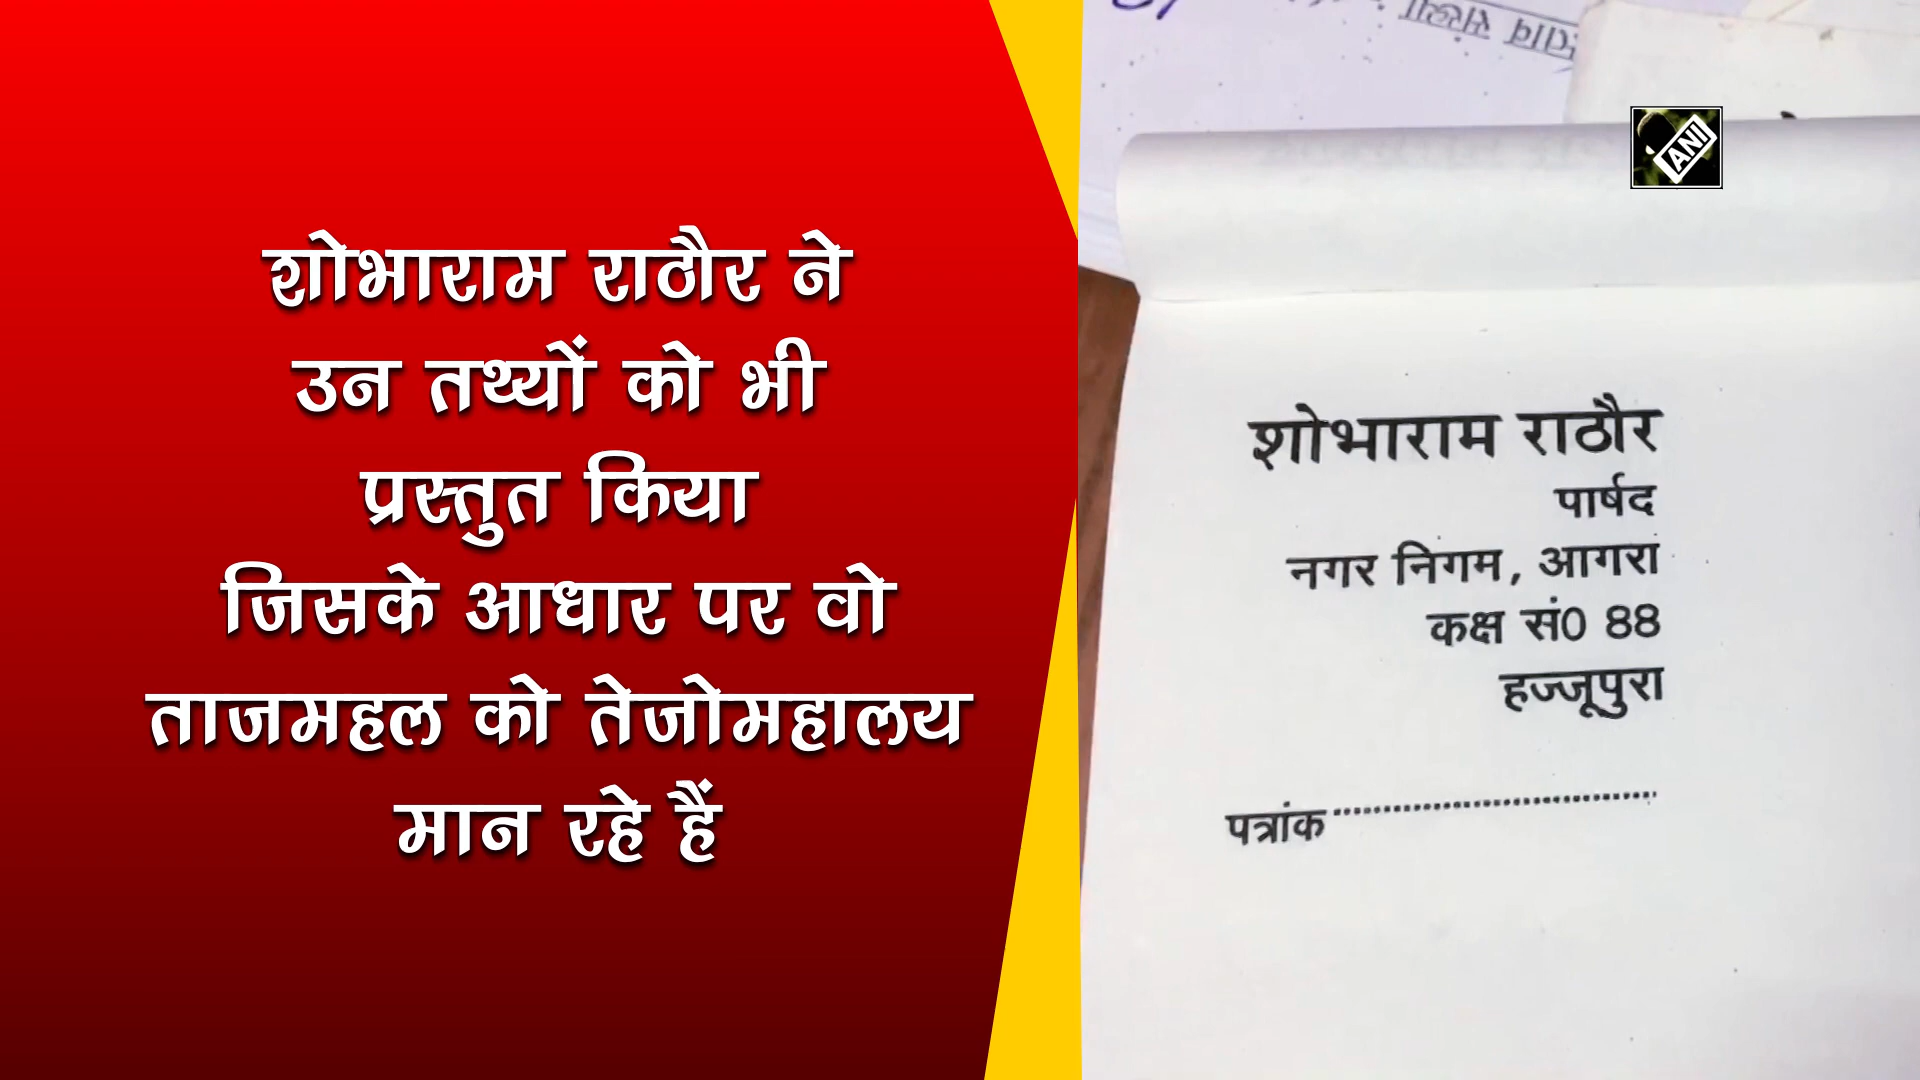 शोभाराम राठौर ने
उन तथ्यों को भी
प्रस्तुत किया
जिसके आधार पर वो
ताजमहल को तेजोमहालय
मान रहे हैं
ANI
संख्या
शोभाराम राठौर
पार्षद
नगर निगम, आगरा
कक्ष सं0 88
हज्जूपुरा
पत्रांक